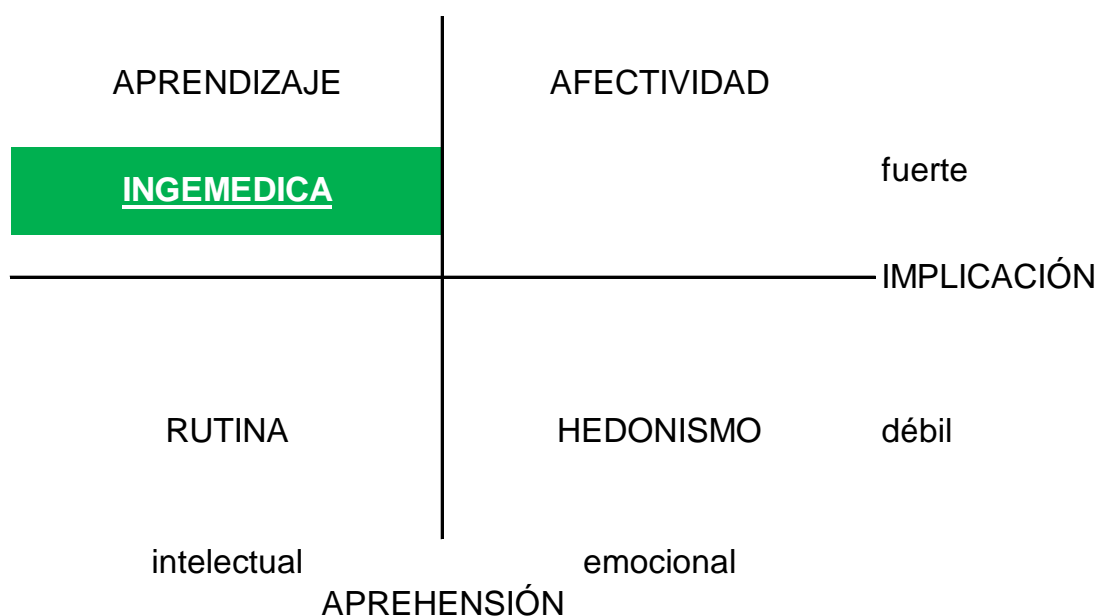 APRENDIZAJE AFECTIVIDAD
INGEMEDICA fuerte
IMPLICACIÓN
RUTINA HEDONISMO débil
intelectual emocional
APREHENSIÓN